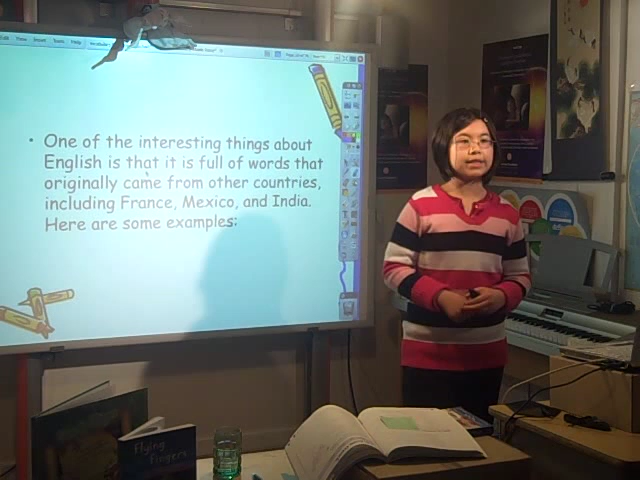 • One of the interesting things about
English is that it is full of words that
originally came from other countries,
including France, Mexico, and India.
Here are some examples:
Flying
Fingers